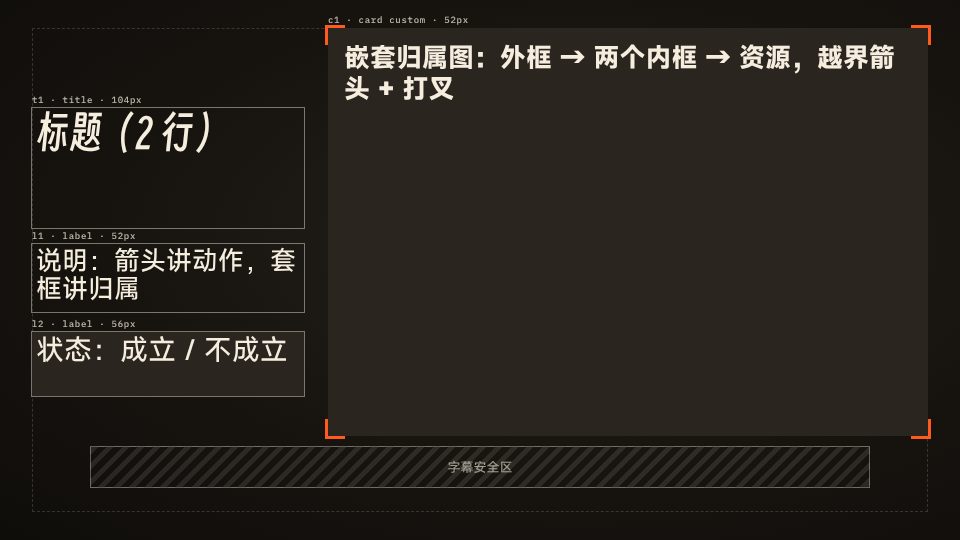 c1 · card custom · 52px
嵌套归属图：外框 → 两个内框 → 资源，越界箭
头 + 打叉
t1 · title · 104px
标题（2 行）
l1 · label · 52px
说明：箭头讲动作，套
框讲归属
l2 · label · 56px
状态：成立 / 不成立
字幕安全区